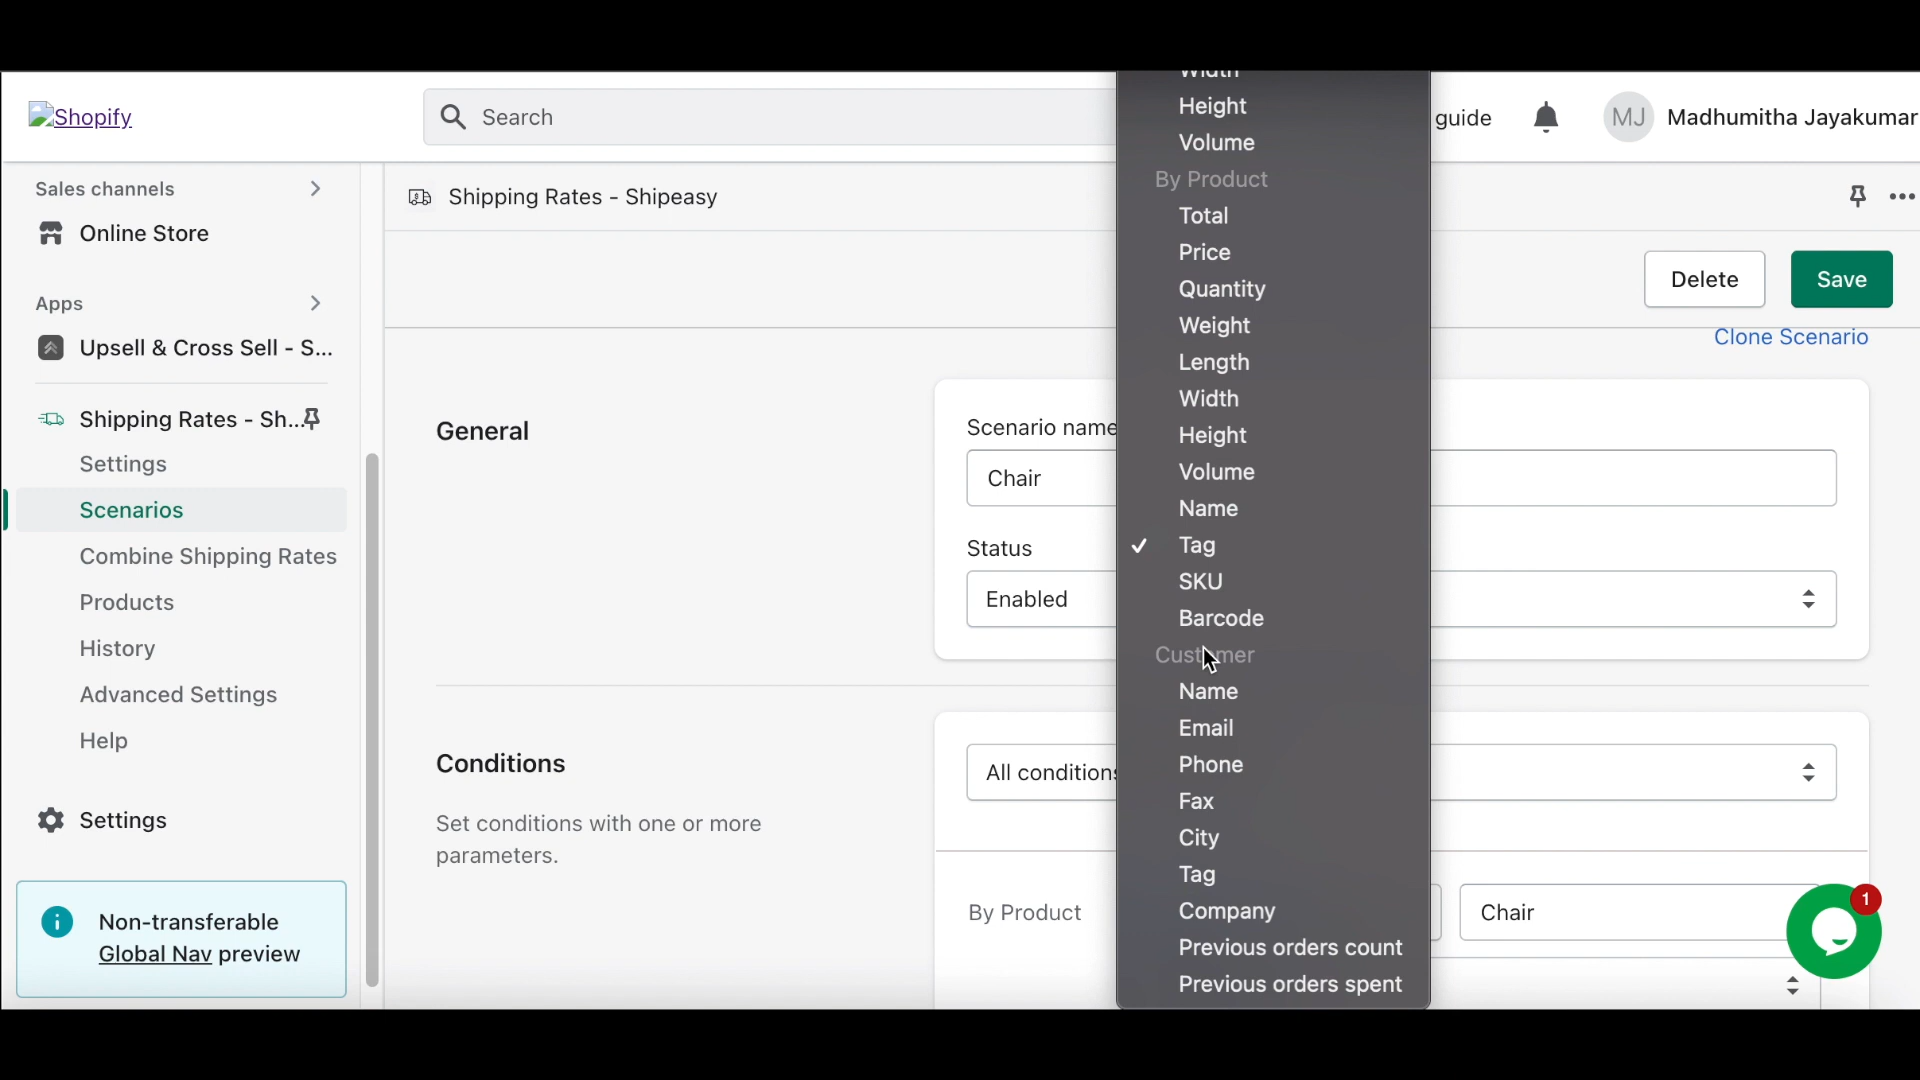 Shopify
Search
guide
MJ
Madhumitha Jayakumar
Sales channels
Online Store
Apps
Upsell & Cross Sell - S...
Shipping Rates - Sh...
Settings
Scenarios
Combine Shipping Rates
Products
History
Advanced Settings
Help
Settings
Non-transferable
Global Nav preview
Shipping Rates - Shipeasy
Delete
Save
Clone Scenario
General
Scenario name
Chair
Status
Enabled
Conditions
Set conditions with one or more
parameters.
All conditions
By Product
Chair
1
Width
Height
Volume
By Product
Total
Price
Quantity
Weight
Length
Width
Height
Volume
Name
Tag
SKU
Barcode
Customer
Name
Email
Phone
Fax
City
Tag
Company
Previous orders count
Previous orders spent